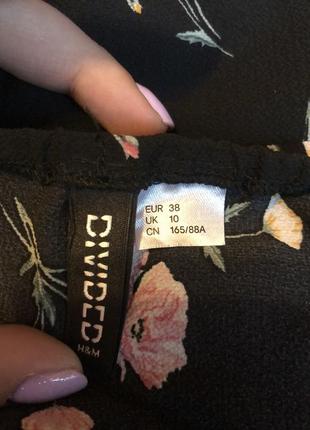 DIVIDED
H&M
EUR 38
UK 10
CN 165/88A